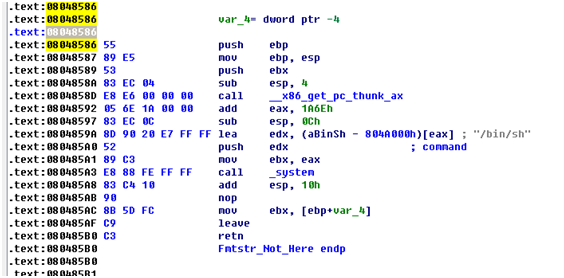 .text:08048586
.text:08048586 var_4= dword ptr -4
.text:08048586
.text:08048586 55 push ebp
.text:08048587 89 E5 mov ebp, esp
.text:08048589 53 push ebx
.text:0804858A 83 EC 04 sub esp, 4
.text:0804858D E8 E6 00 00 00 call __x86_get_pc_thunk_ax
.text:08048592 05 6E 1A 00 00 add eax, 1A6Eh
.text:08048597 83 EC 0C sub esp, 0Ch
.text:0804859A 8D 90 20 E7 FF FF lea edx, (aBinSh - 804A000h)[eax] ; "/bin/sh"
.text:080485A0 52 push edx ; command
.text:080485A1 89 C3 mov ebx, eax
.text:080485A3 E8 88 FE FF FF call _system
.text:080485A8 83 C4 10 add esp, 10h
.text:080485AB 90 nop
.text:080485AC 8B 5D FC mov ebx, [ebp+var_4]
.text:080485AF C9 leave
.text:080485B0 C3 retn
.text:080485B0 Fmtstr_Not_Here endp
.text:080485B0
.text:080485B1